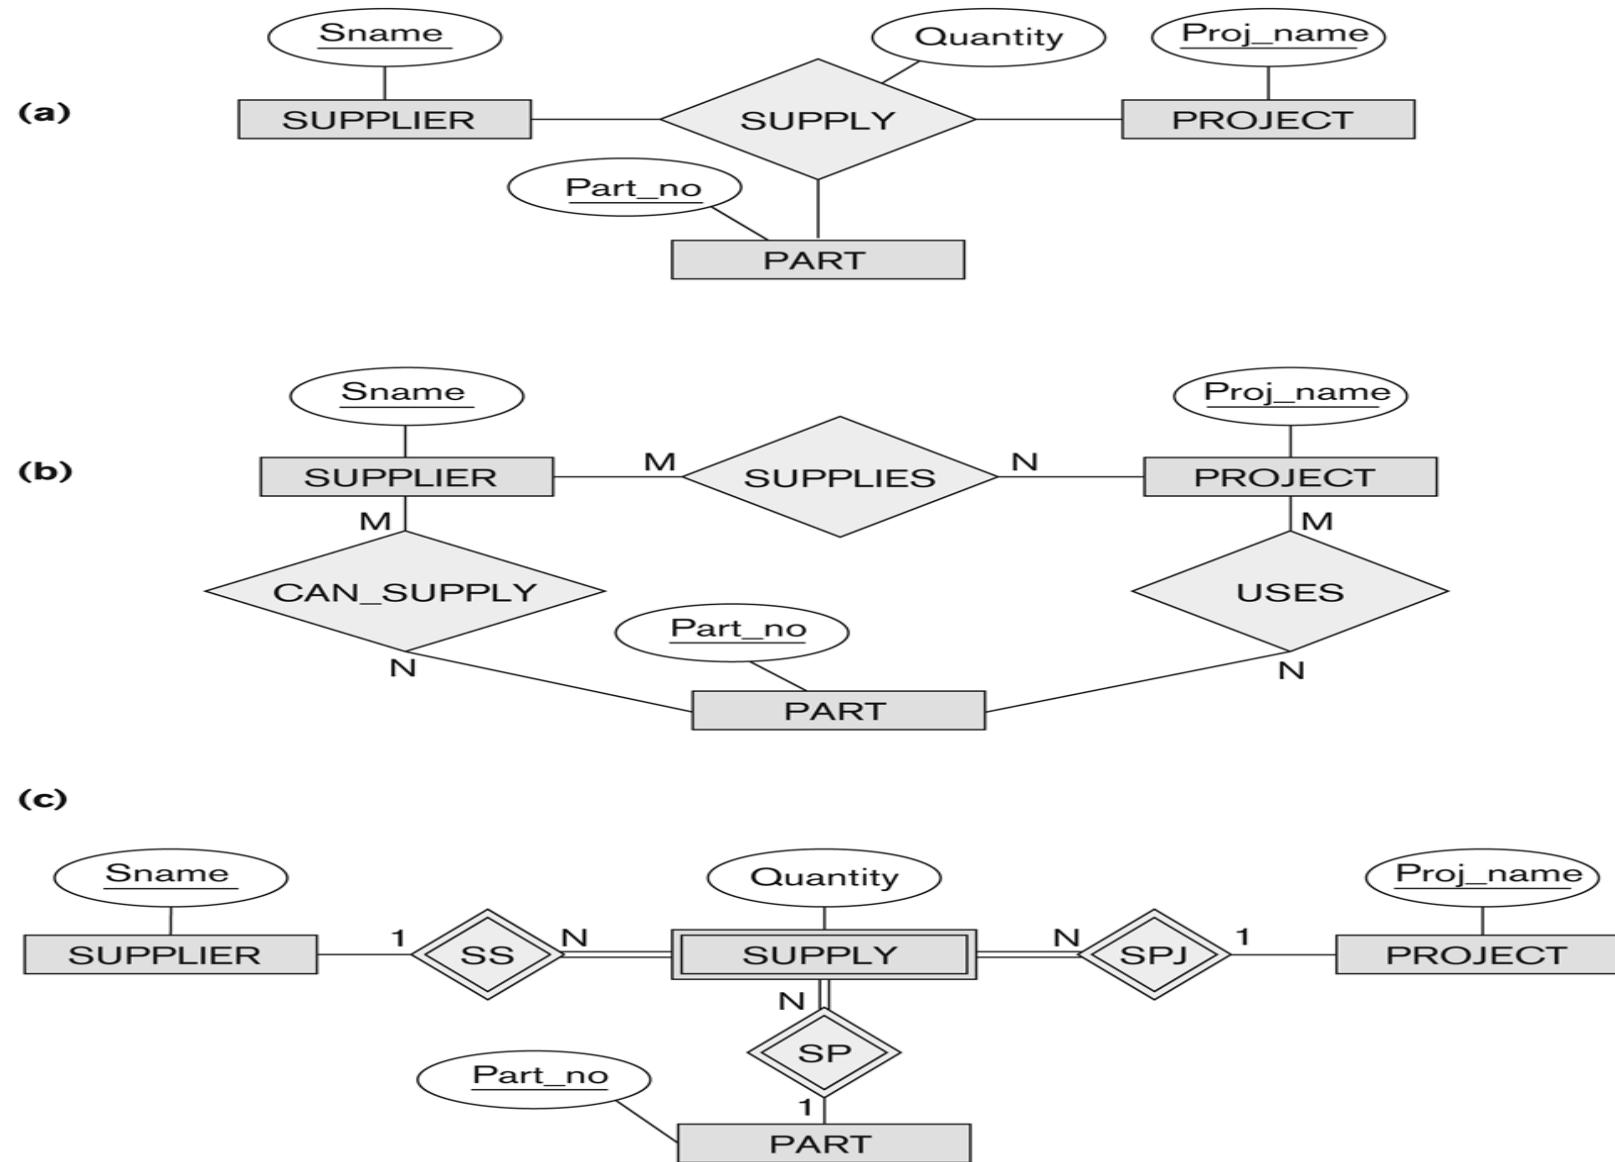 Sname
Quantity
Proj_name
(a)
SUPPLIER
SUPPLY
PROJECT
Part_no
PART
Sname
Proj_name
(b)
SUPPLIER
M
SUPPLIES
N
PROJECT
M
M
CAN_SUPPLY
USES
Part_no
N
N
PART
(c)
Sname
Quantity
Proj_name
SUPPLIER
1
SS
N
SUPPLY
N
SPJ
1
PROJECT
N
SP
Part_no
1
PART